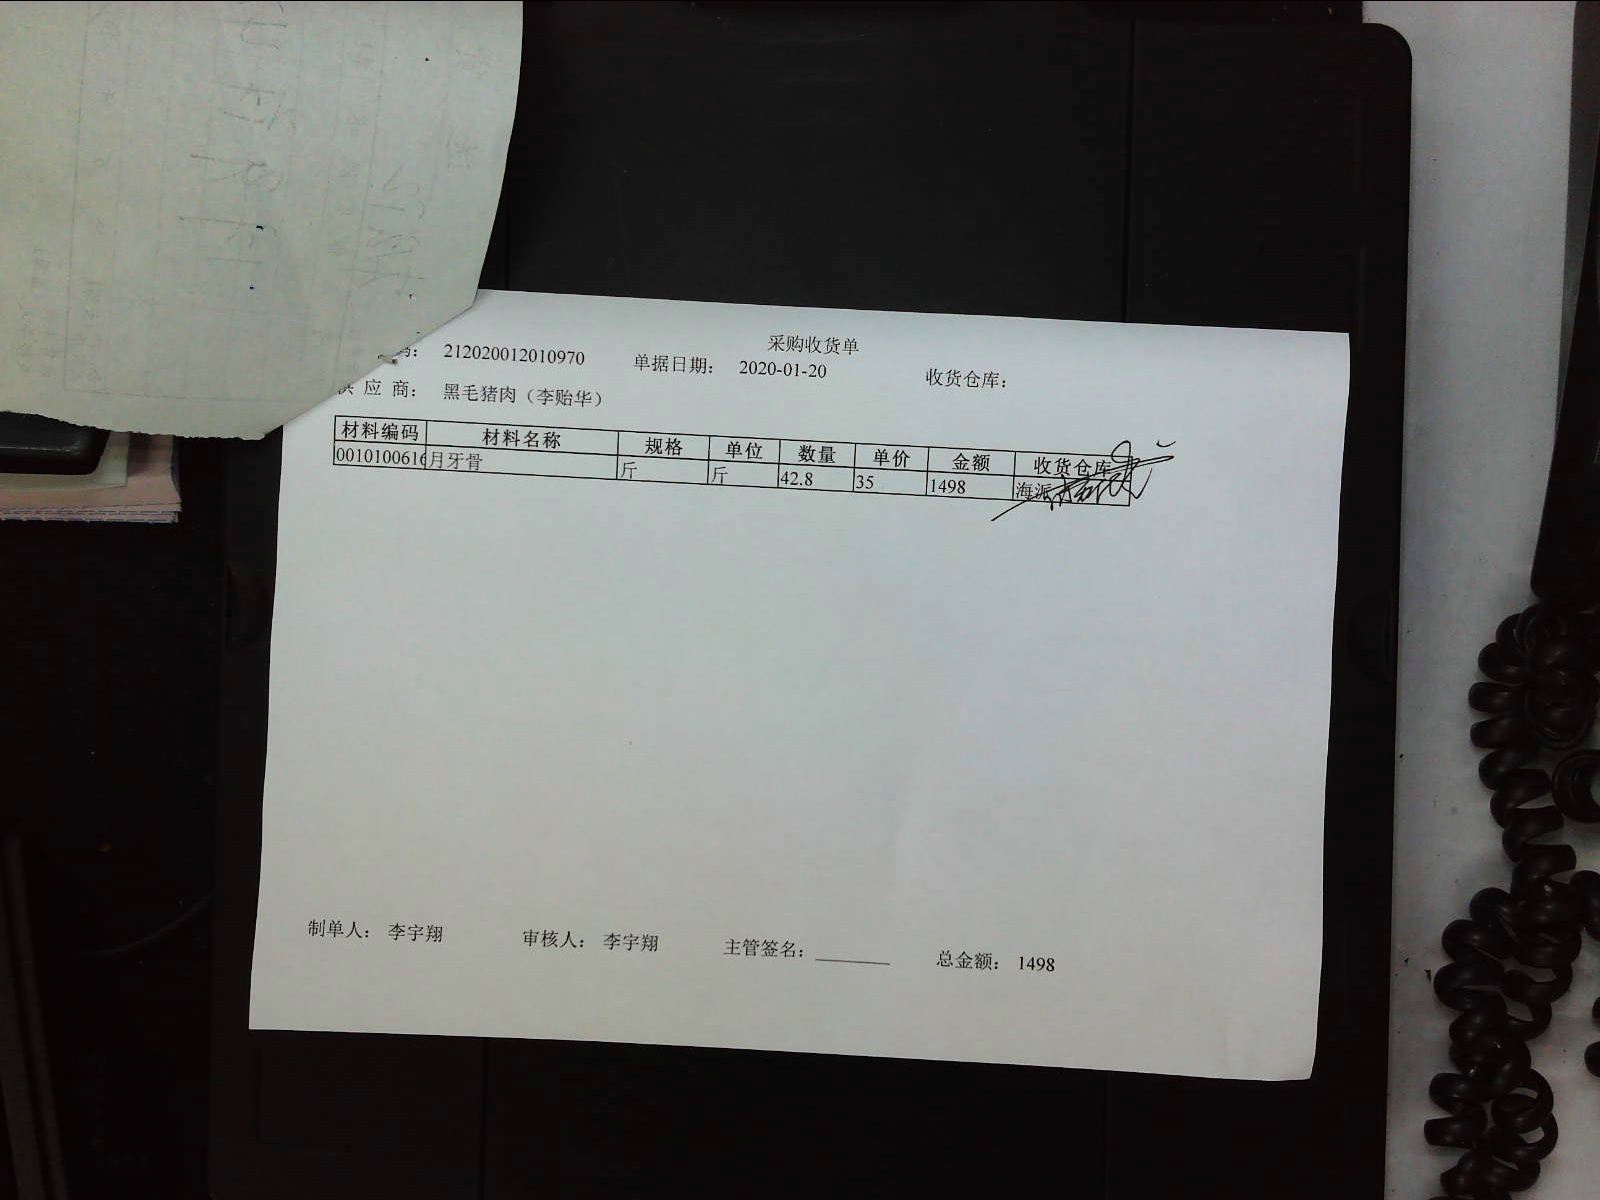 采购收货单
码： 212020012010970 单据日期： 2020-01-20 收货仓库：
供 应 商： 黑毛猪肉（李贻华）
材料编码 材料名称 规格 单位 数量 单价 金额 收货仓库
0010100616 月牙骨 斤 斤 42.8 35 1498 海派
制单人： 李宇翔 审核人： 李宇翔 主管签名： 总金额： 1498